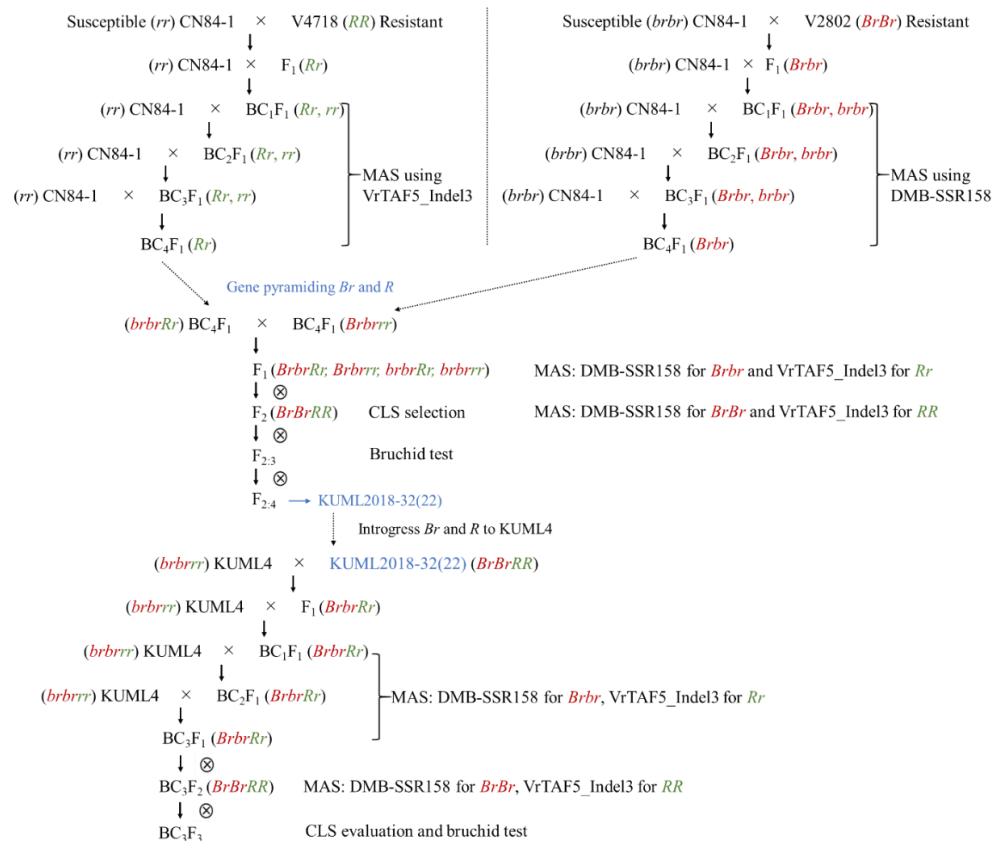 Susceptible (rr) CN84-1 × V4718 (RR) Resistant
(rr) CN84-1 × F1 (Rr)
(rr) CN84-1 × BC1F1 (Rr, rr)
(rr) CN84-1 × BC2F1 (Rr, rr)
(rr) CN84-1 × BC3F1 (Rr, rr)
BC4F1 (Rr)
MAS using
VrTAF5_Indel3
Susceptible (brbr) CN84-1 × V2802 (BrBr) Resistant
(brbr) CN84-1 × F1 (Brbr)
(brbr) CN84-1 × BC1F1 (Brbr, brbr)
(brbr) CN84-1 × BC2F1 (Brbr, brbr)
(brbr) CN84-1 × BC3F1 (Brbr, brbr)
BC4F1 (Brbr)
MAS using
DMB-SSR158
Gene pyramiding Br and R
(brbrRr) BC4F1 × BC4F1 (Brbrrr)
F1 (BrbrRr, Brbrrr, brbrRr, brbrrr) MAS: DMB-SSR158 for Brbr and VrTAF5_Indel3 for Rr
F2 (BrBrRR) CLS selection MAS: DMB-SSR158 for BrBr and VrTAF5_Indel3 for RR
F2:3 Bruchid test
F2:4 KUML2018-32(22)
Introgress Br and R to KUML4
(brbrrr) KUML4 × KUML2018-32(22) (BrBrRR)
(brbrrr) KUML4 × F1 (BrbrRr)
(brbrrr) KUML4 × BC1F1 (BrbrRr)
(brbrrr) KUML4 × BC2F1 (BrbrRr)
MAS: DMB-SSR158 for Brbr, VrTAF5_Indel3 for Rr
BC3F1 (BrbrRr)
BC3F2 (BrBrRR) MAS: DMB-SSR158 for BrBr, VrTAF5_Indel3 for RR
BC3F3 CLS evaluation and bruchid test